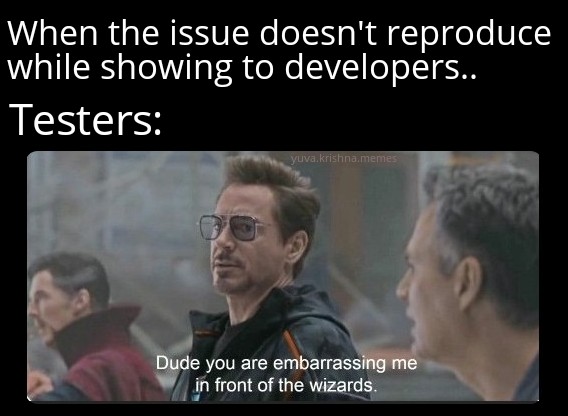 When the issue doesn't reproduce
while showing to developers..
Testers:
yuva.krishna.memes
Dude you are embarrassing me
in front of the wizards.